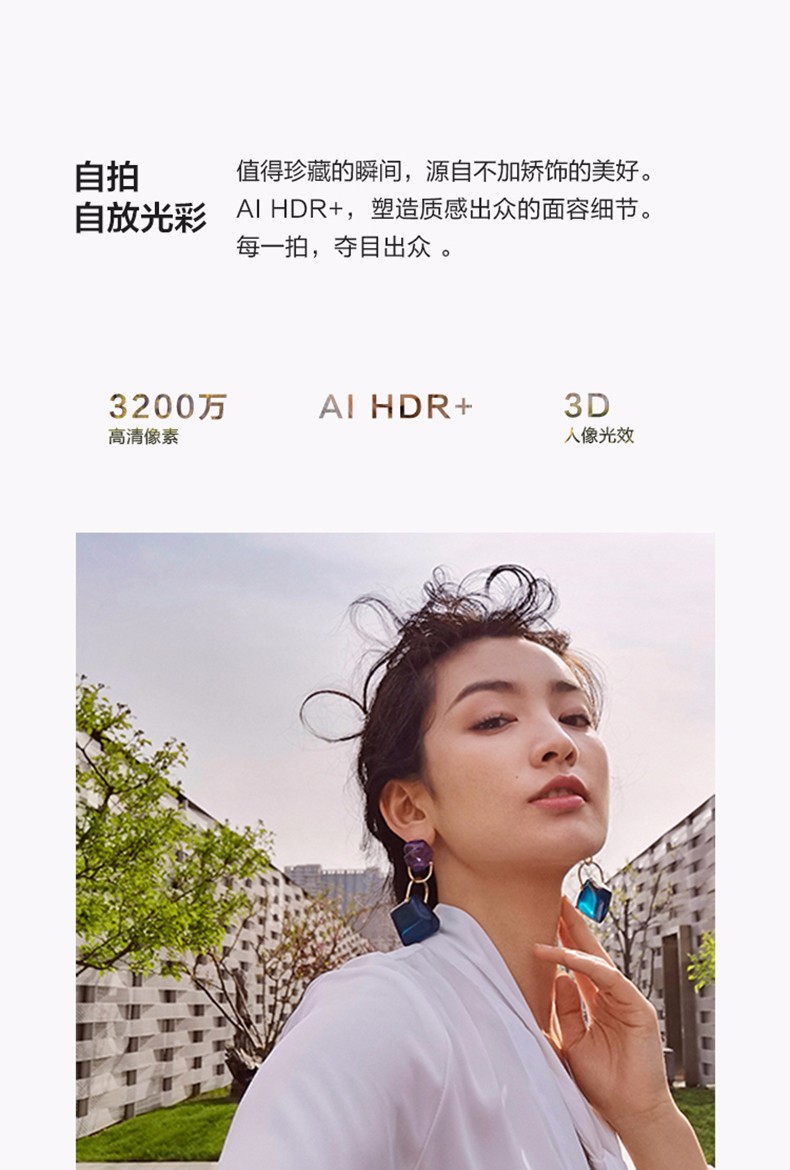 自拍
自放光彩
值得珍藏的瞬间，源自不加矫饰的美好。
AI HDR+，塑造质感出众的面容细节。
每一拍，夺目出众 。
3200万
高清像素
AI HDR+
3D
人像光效